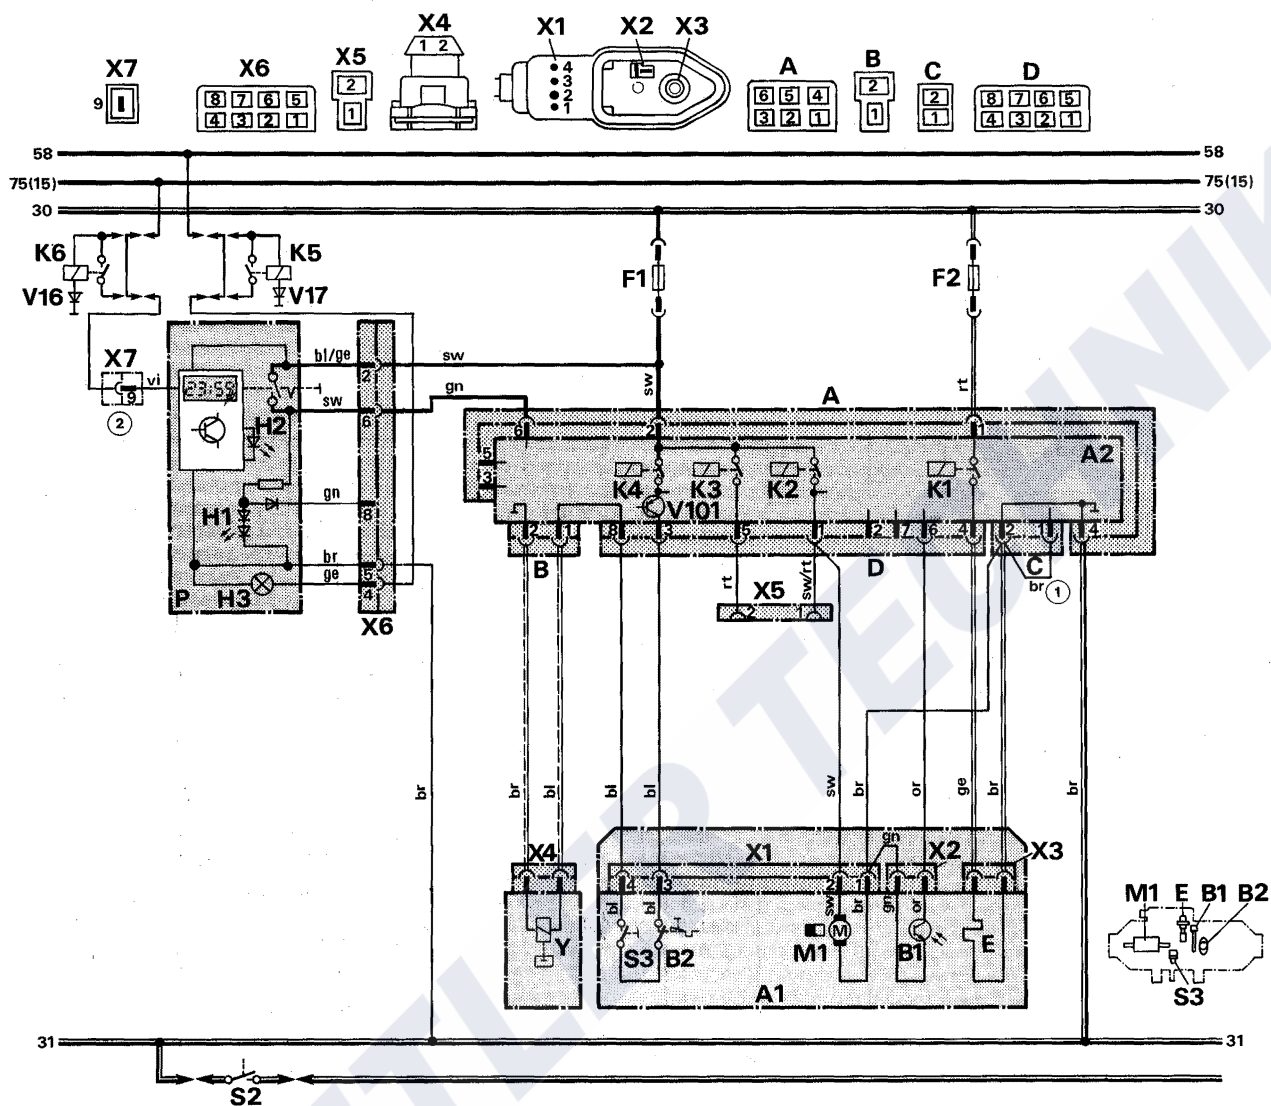 X7 X6 X5 X4 X1 X2 X3 A B C D
9
8 7 6 5
4 3 2 1
2
1
1 2
4
3
2
1
6 5 4
3 2 1
2
1
2
1
8 7 6 5
4 3 2 1
58 58
75(15) 75(15)
30 30
K6 K5
V16 V17
F1 F2
X7
9
2
vi
23:59
H2
H1
H3
P
bl/ge
sw
gn
br
ge
2
6
8
5
4
X6
sw
gn
sw
rt
A
A2
6 2 1
5
3
K4 K3 K2 K1
V101
2 1 8 3 5 1 2 7 6 4 2 1 4
B D C
br 1
rt
sw/rt
X5
2 1
br
br
bl
bl
bl
sw
br
or
ge
br
br
X4
X1
gn
X2
X3
4 3 2 1
bl
bl
sw
br
gn
or
Y
S3
B2
M1
M
B1
E
A1
M1 E B1 B2
S3
31 31
S2
TLER TECHNIK